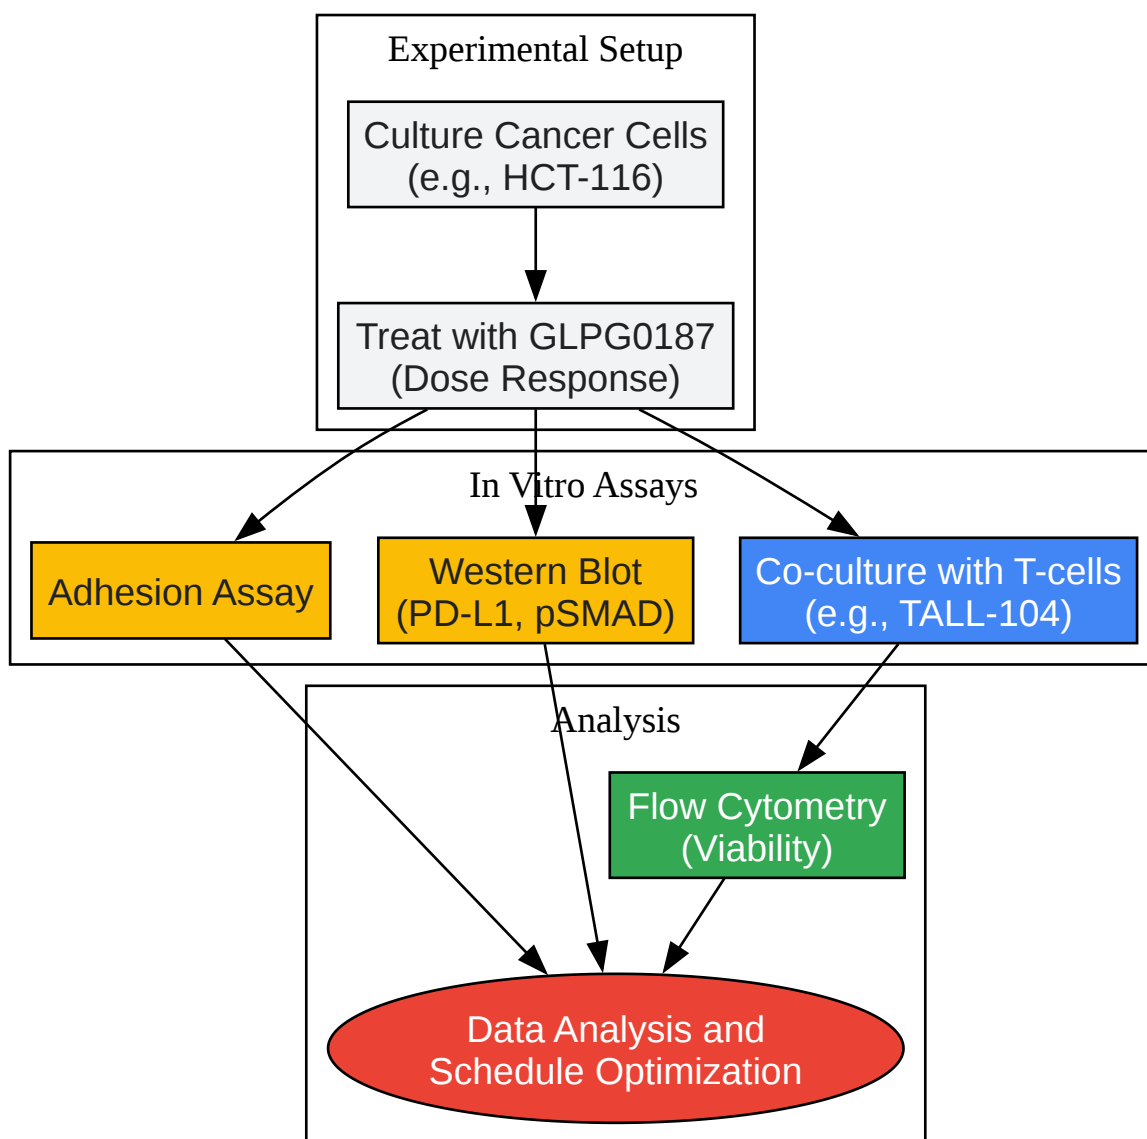 Experimental Setup
Culture Cancer Cells
(e.g., HCT-116)
Treat with GLPG0187
(Dose Response)
In Vitro Assays
Adhesion Assay
Western Blot
(PD-L1, pSMAD)
Co-culture with T-cells
(e.g., TALL-104)
Analysis
Flow Cytometry
(Viability)
Data Analysis and
Schedule Optimization